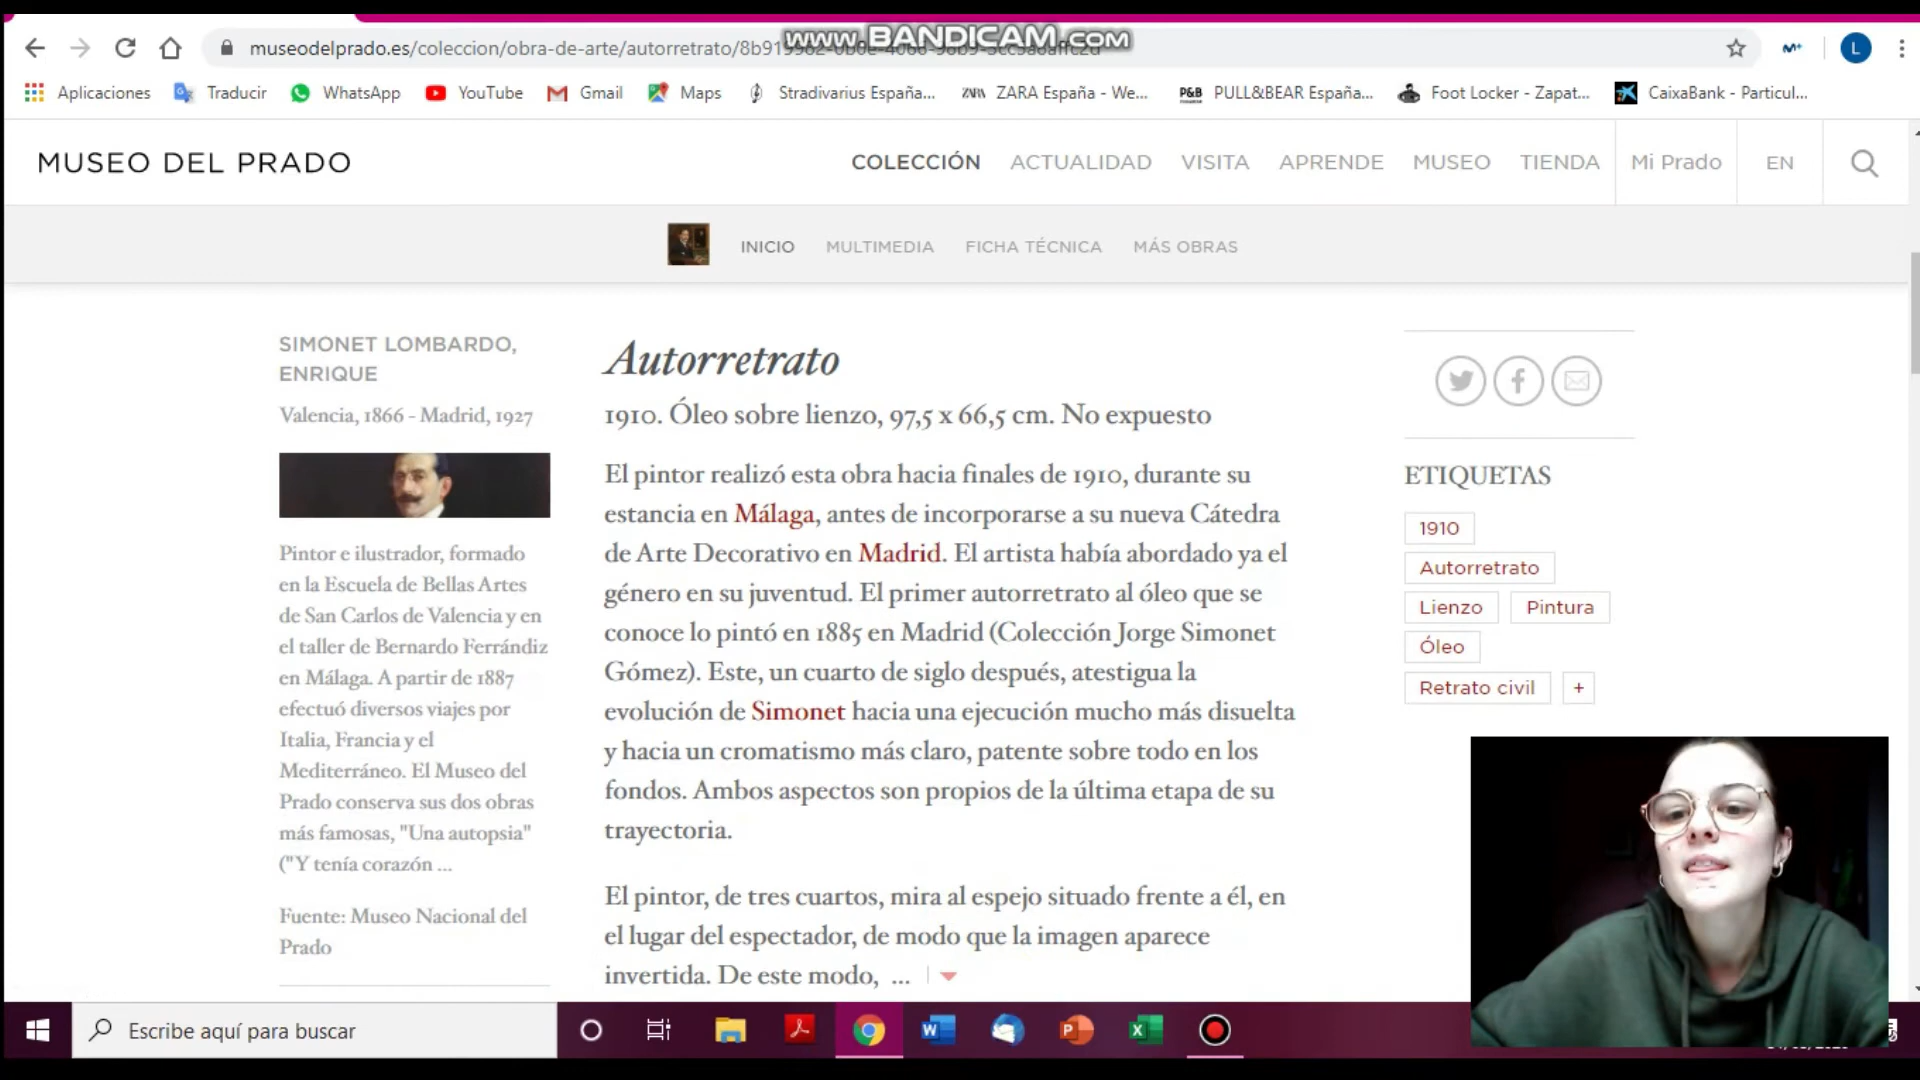 www.BANDICAM.com
museodelprado.es/coleccion/obra-de-arte/autorretrato/
Aplicaciones Traducir WhatsApp YouTube Gmail Maps Stradivarius España... ZARA España - We... P&B PULL&BEAR España... Foot Locker - Zapat... CaixaBank - Particul...
L
MUSEO DEL PRADO
COLECCIÓN ACTUALIDAD VISITA APRENDE MUSEO TIENDA Mi Prado EN
INICIO MULTIMEDIA FICHA TÉCNICA MÁS OBRAS
SIMONET LOMBARDO,
ENRIQUE
Valencia, 1866 - Madrid, 1927
Pintor e ilustrador, formado
en la Escuela de Bellas Artes
de San Carlos de Valencia y en
el taller de Bernardo Ferrándiz
en Málaga. A partir de 1887
efectuó diversos viajes por
Italia, Francia y el
Mediterráneo. El Museo del
Prado conserva sus dos obras
más famosas, "Una autopsia"
("Y tenía corazón ...
Fuente: Museo Nacional del
Prado
Autorretrato
1910. Óleo sobre lienzo, 97,5 x 66,5 cm. No expuesto
El pintor realizó esta obra hacia finales de 1910, durante su
estancia en Málaga, antes de incorporarse a su nueva Cátedra
de Arte Decorativo en Madrid. El artista había abordado ya el
género en su juventud. El primer autorretrato al óleo que se
conoce lo pintó en 1885 en Madrid (Colección Jorge Simonet
Gómez). Este, un cuarto de siglo después, atestigua la
evolución de Simonet hacia una ejecución mucho más disuelta
y hacia un cromatismo más claro, patente sobre todo en los
fondos. Ambos aspectos son propios de la última etapa de su
trayectoria.
El pintor, de tres cuartos, mira al espejo situado frente a él, en
el lugar del espectador, de modo que la imagen aparece
invertida. De este modo, ...
ETIQUETAS
1910
Autorretrato
Lienzo Pintura
Óleo
Retrato civil +
Escribe aquí para buscar